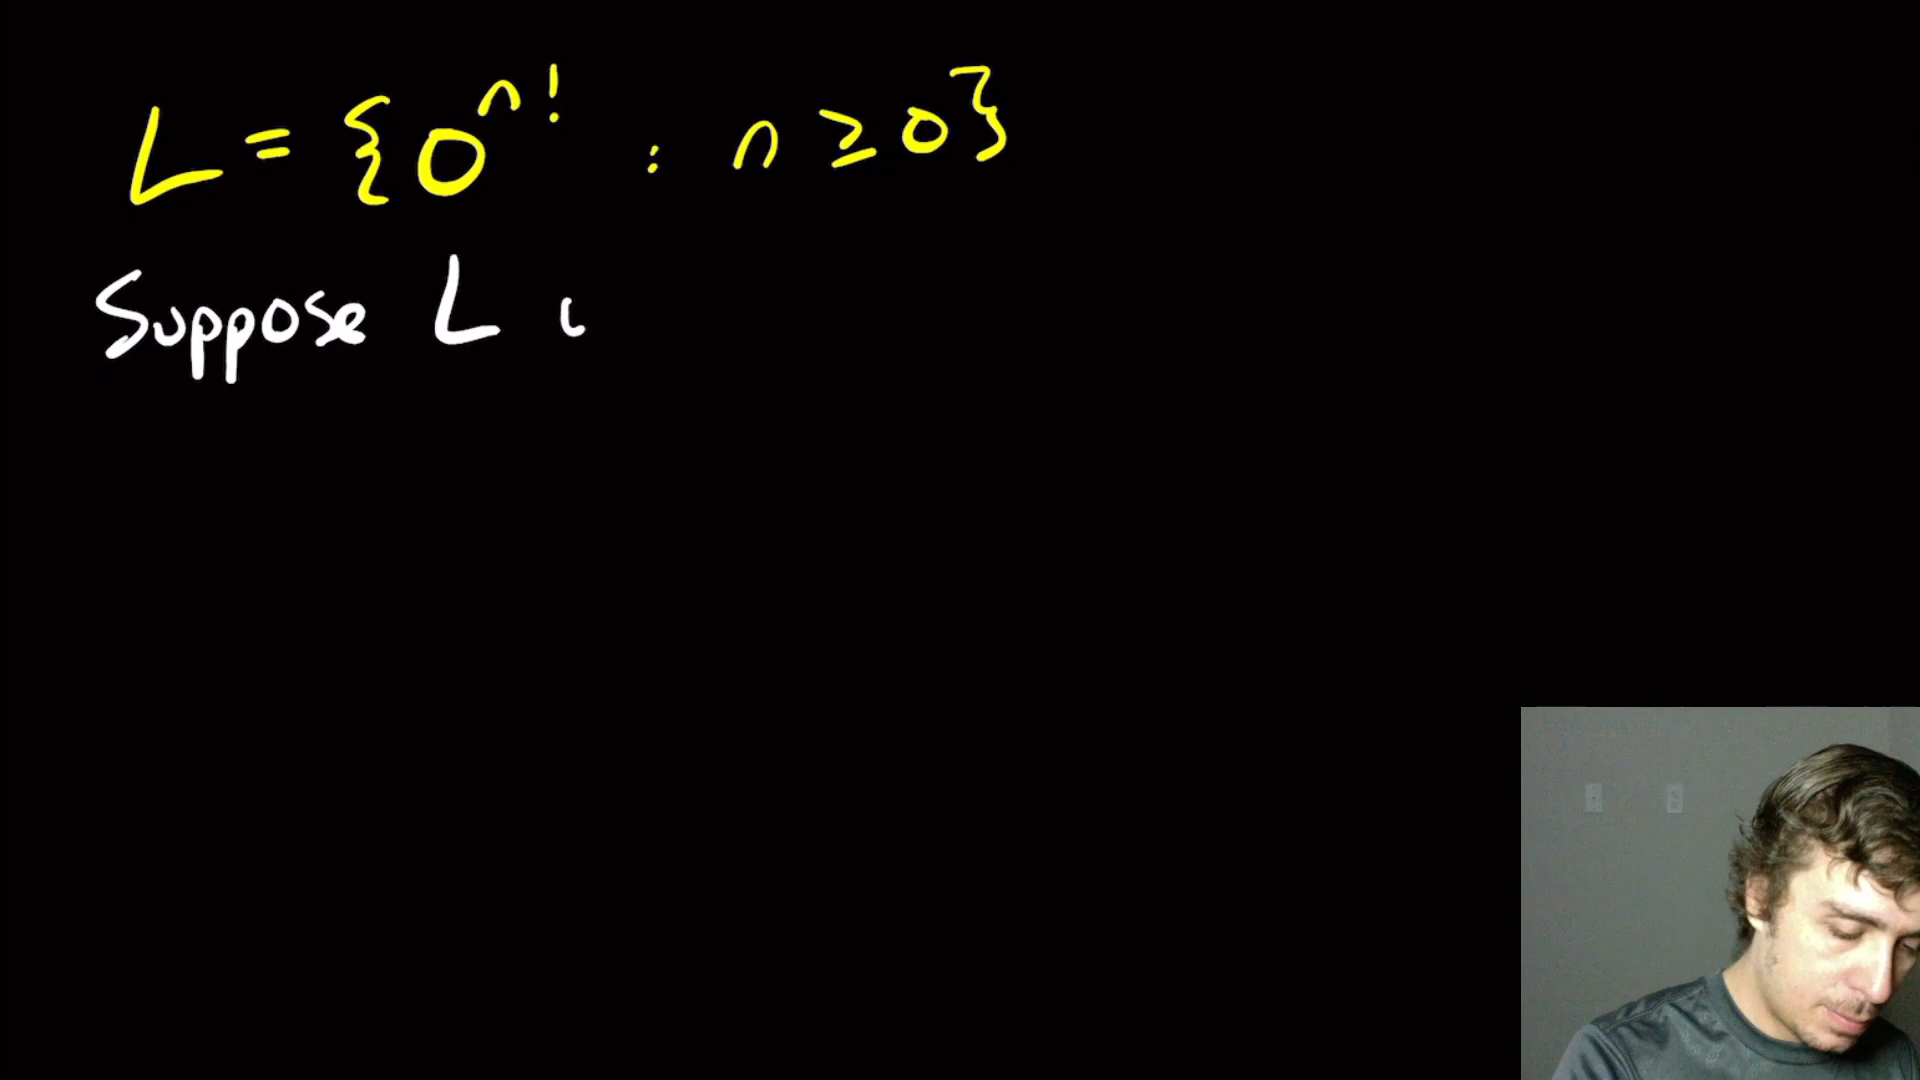 L = {0^n! : n ≥ 0}
Suppose L